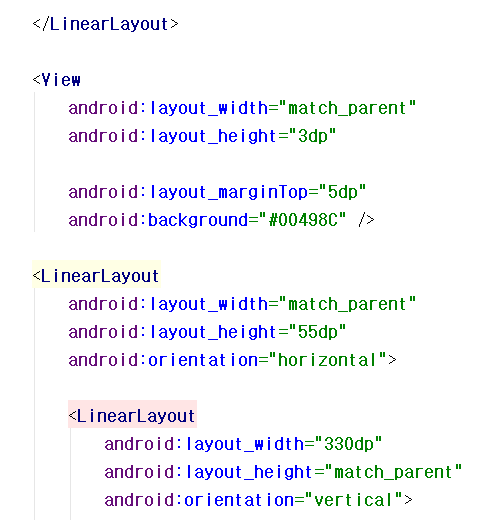 </LinearLayout>
<View
android:layout_width="match_parent"
android:layout_height="3dp"
android:layout_marginTop="5dp"
android:background="#00498C" />
<LinearLayout
android:layout_width="match_parent"
android:layout_height="55dp"
android:orientation="horizontal">
<LinearLayout
android:layout_width="330dp"
android:layout_height="match_parent"
android:orientation="vertical">